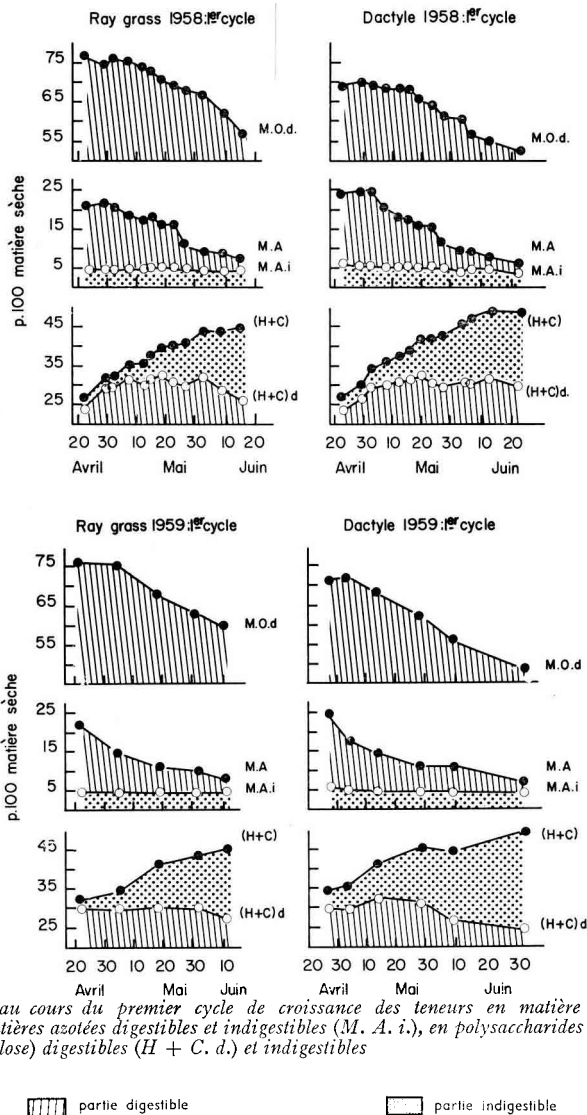 Ray grass 1958:1er cycle
Dactyle 1958:1er cycle
75
65
55
M.O.d.
M.O.d.
p.100 matière sèche
25
15
5
M.A
M.A.i
M.A
M.A.i
45
35
25
(H+C)
(H+C) d
(H+C)
(H+C)d.
20 30 10 20 30 10 20
Avril Mai Juin
20 30 10 20 30 10 20
Avril Mai Juin
Ray grass 1959:1er cycle
Dactyle 1959:1er cycle
75
65
55
M.O.d
M.O.d
p.100 matière sèche
25
15
5
M.A
M.A.i
M.A
M.A.i
45
35
25
(H+C)
(H+C)d
(H+C)
(H+C)d
20 30 10 20 30 10
Avril Mai Juin
30 10 20 30 10 20 30
Avril Mai Juin
au cours du premier cycle de croissance des teneurs en matière
tières azotées digestibles et indigestibles (M. A. i.), en polysaccharides
lose) digestibles (H + C. d.) et indigestibles
partie digestible
partie indigestible